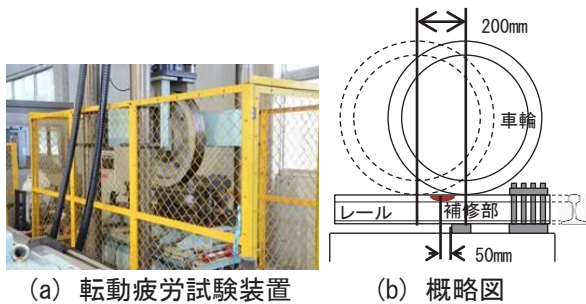 200mm
車輪
レール
補修部
50mm
(a) 転動疲労試験装置
(b) 概略図